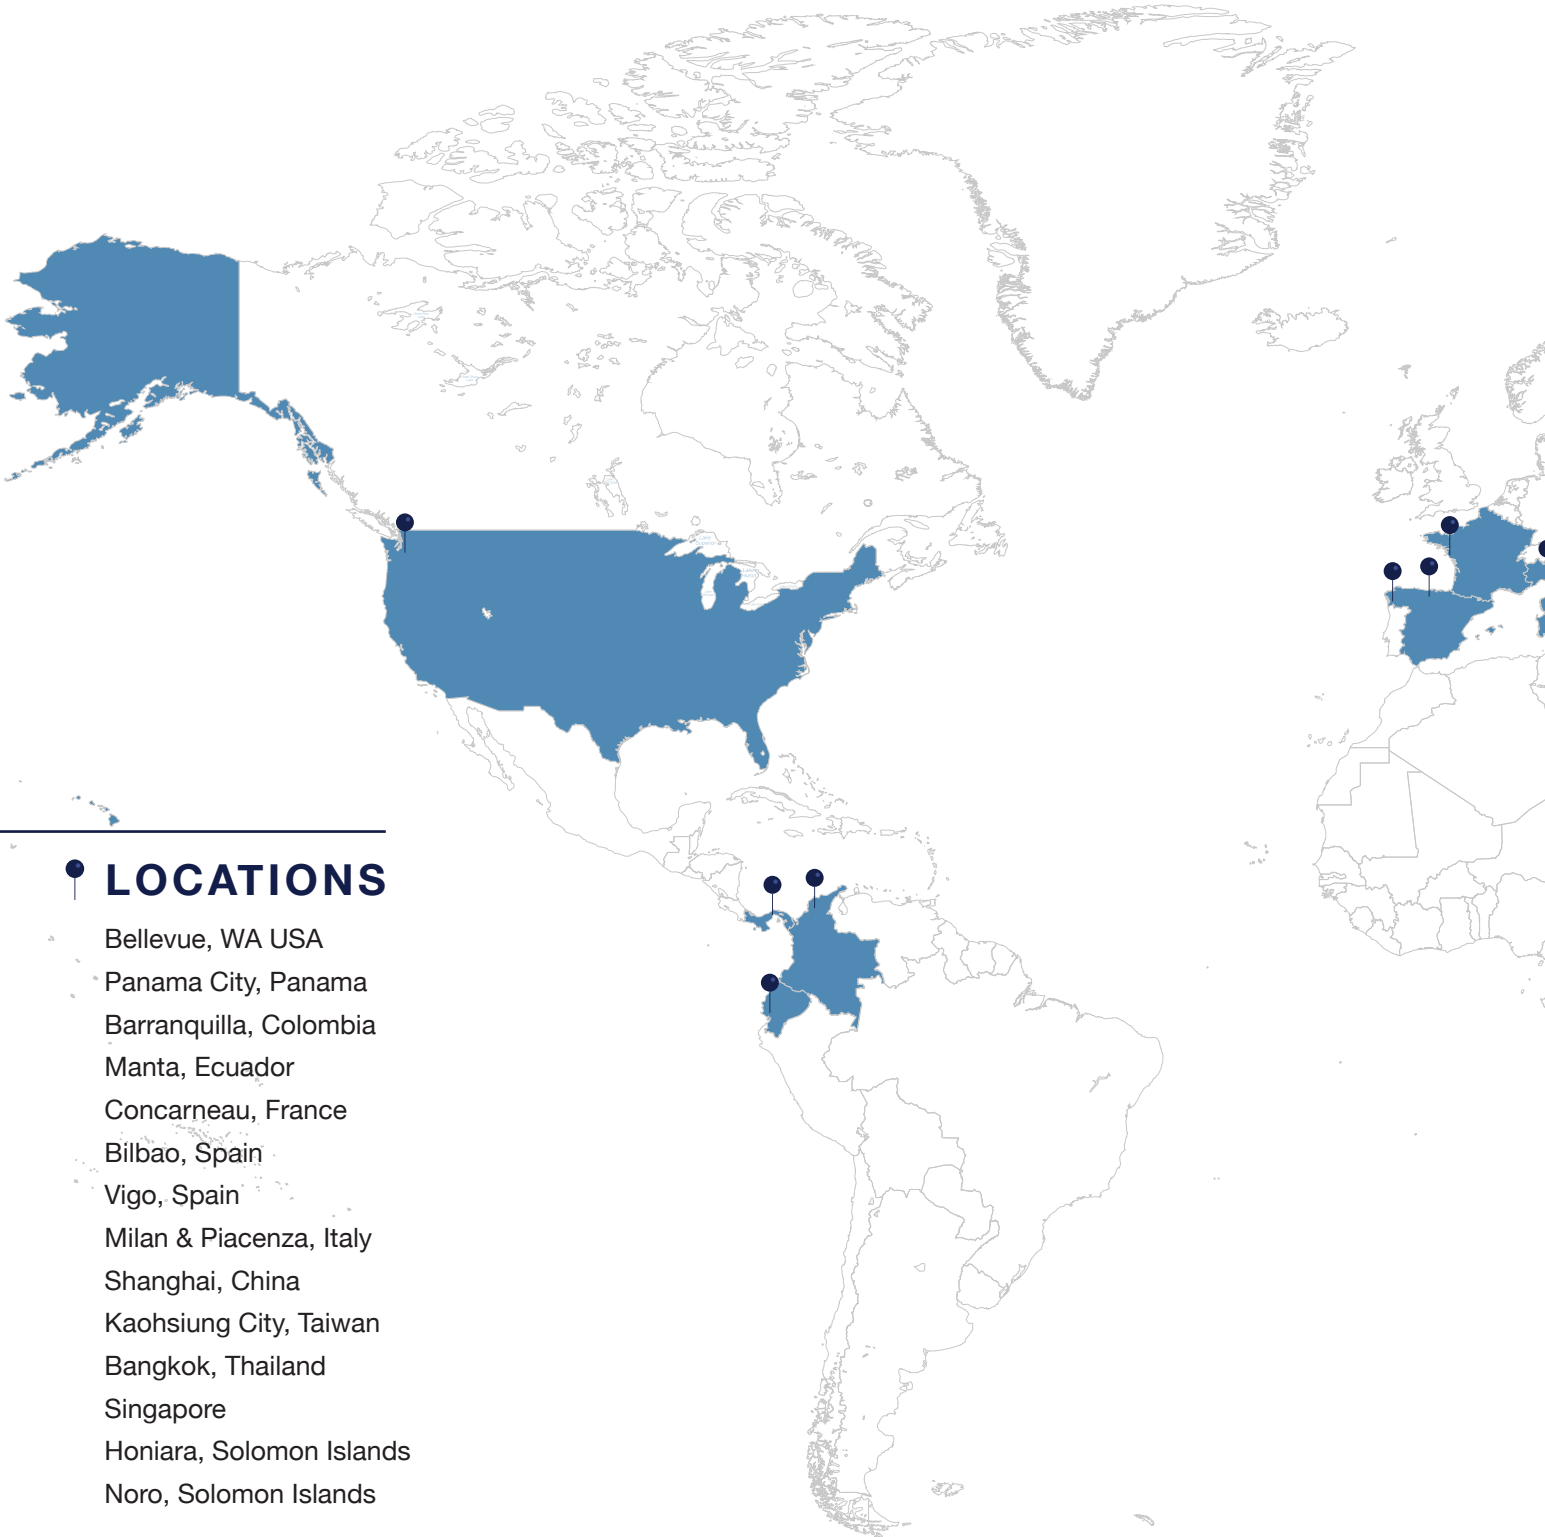 LOCATIONS
Bellevue, WA USA
Panama City, Panama
Barranquilla, Colombia
Manta, Ecuador
Concarneau, France
Bilbao, Spain
Vigo, Spain
Milan & Piacenza, Italy
Shanghai, China
Kaohsiung City, Taiwan
Bangkok, Thailand
Singapore
Honiara, Solomon Islands
Noro, Solomon Islands